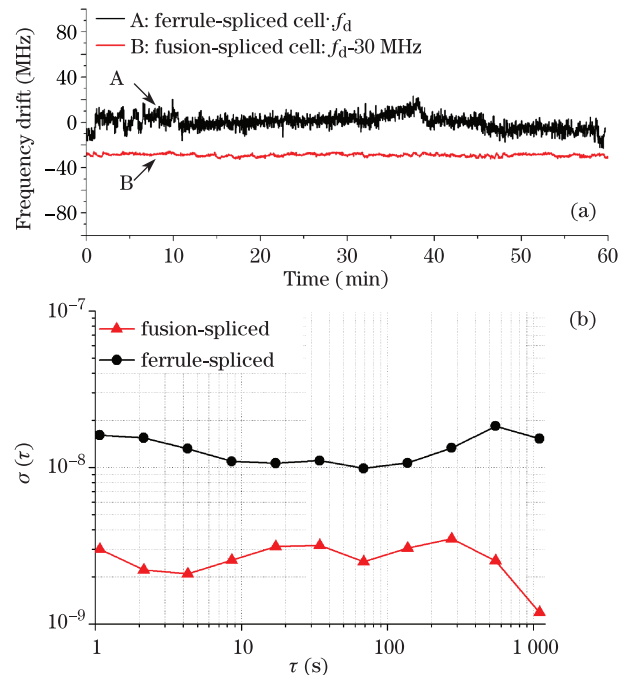 A: ferrule-spliced cell·f_d
B: fusion-spliced cell: f_d-30 MHz
Frequency drift (MHz)
80
40
0
−40
−80
A
B
(a)
0 10 20 30 40 50 60
Time (min)
(b)
10⁻⁷
fusion-spliced
ferrule-spliced
σ (τ)
10⁻⁸
10⁻⁹
1 10 100 1 000
τ (s)